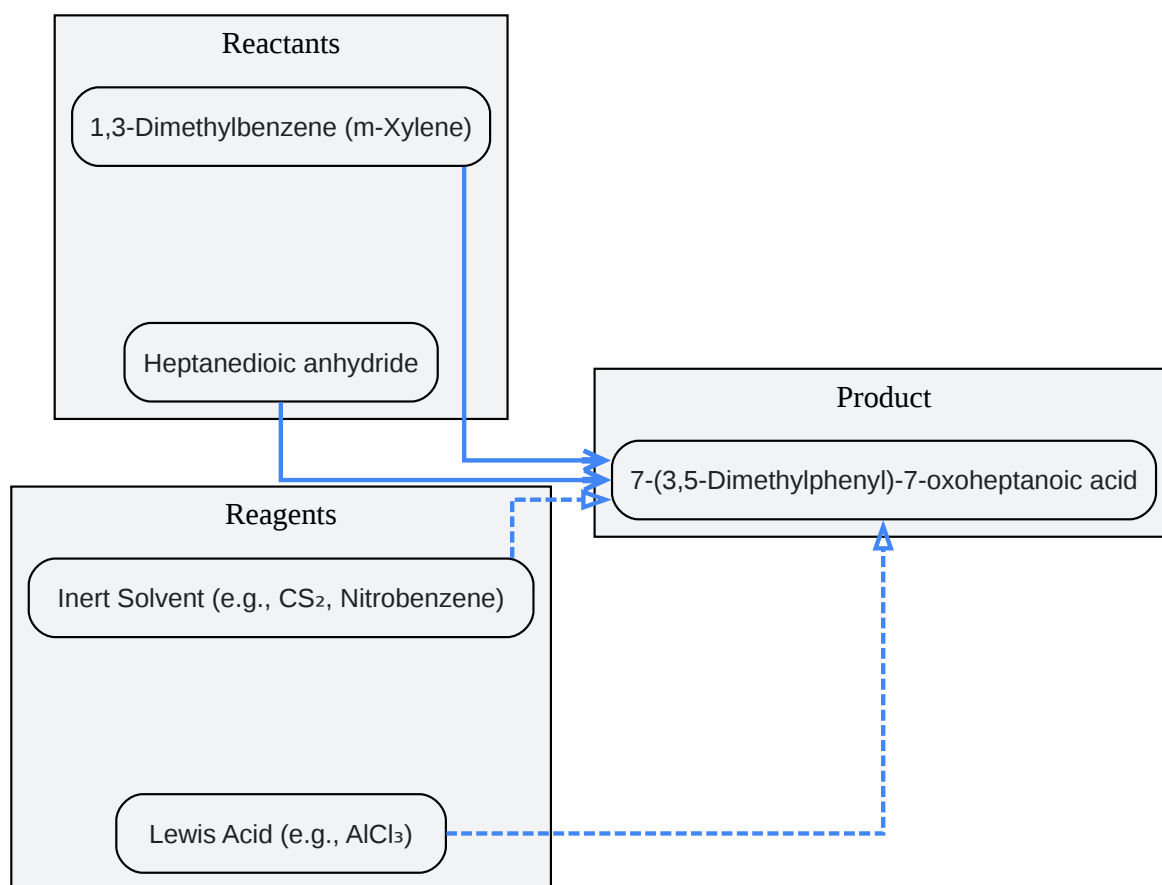 Reactants
1,3-Dimethylbenzene (m-Xylene)
Heptanedioic anhydride
Product
7-(3,5-Dimethylphenyl)-7-oxoheptanoic acid
Reagents
Inert Solvent (e.g., CS₂, Nitrobenzene)
Lewis Acid (e.g., AlCl₃)